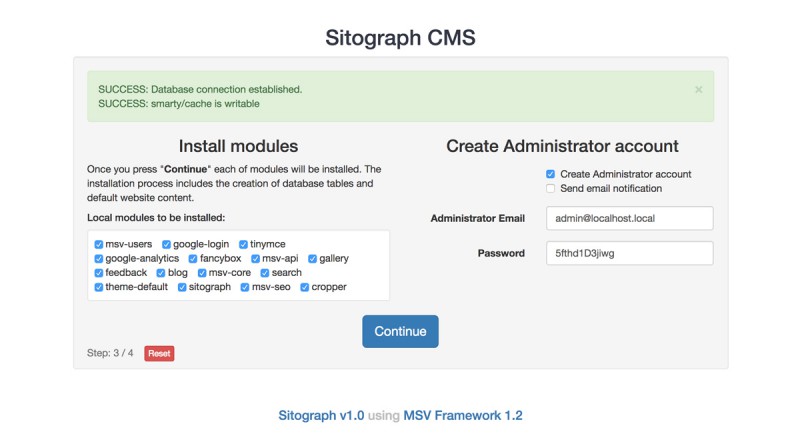 Sitograph CMS
SUCCESS: Database connection established.
SUCCESS: smarty/cache is writable
×
Install modules
Once you press "Continue" each of modules will be installed. The
installation process includes the creation of database tables and
default website content.
Local modules to be installed:
msv-users google-login tinymce
google-analytics fancybox msv-api gallery
feedback blog msv-core search
theme-default sitograph msv-seo cropper
Create Administrator account
Create Administrator account
Send email notification
Administrator Email admin@localhost.local
Password 5fthd1D3jiwg
Continue
Step: 3 / 4 Reset
Sitograph v1.0 using MSV Framework 1.2